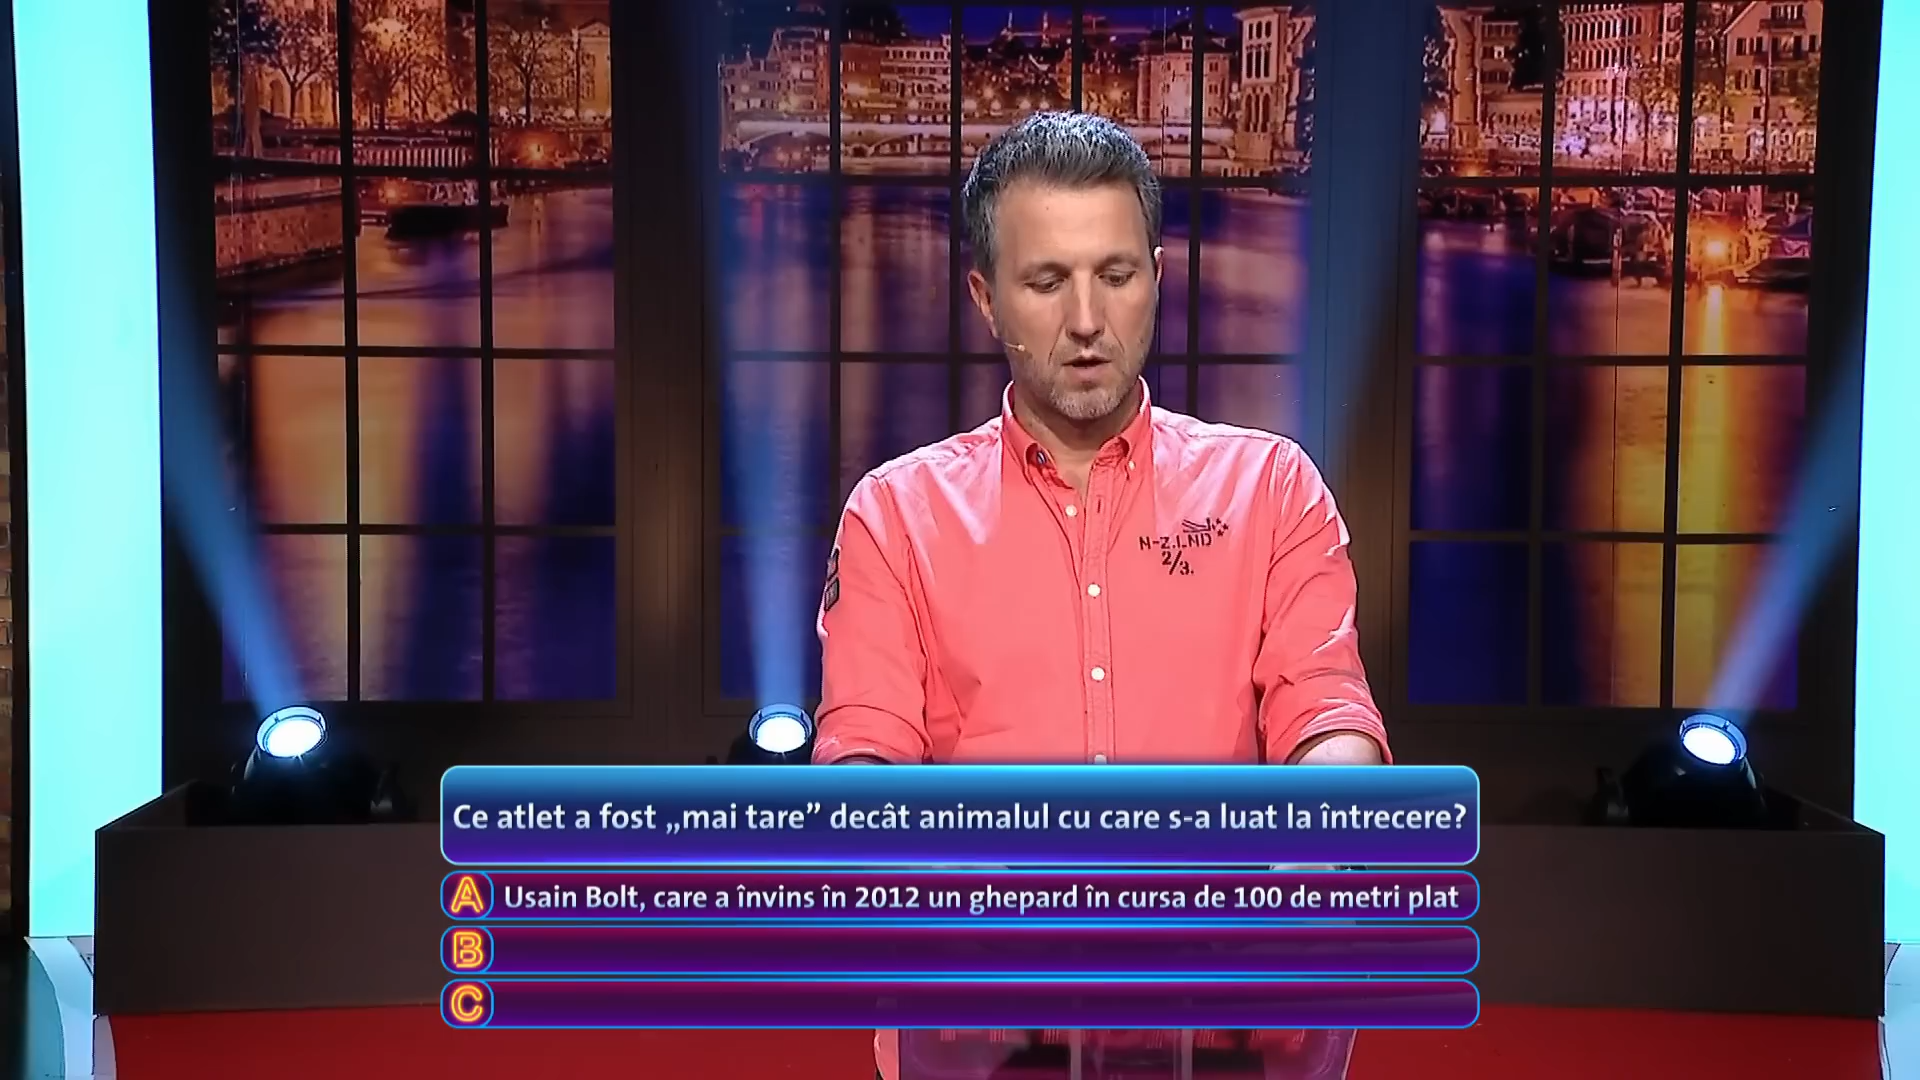 N-Z.LND
2/3.
Ce atlet a fost „mai tare” decât animalul cu care s-a luat la întrecere?
A Usain Bolt, care a învins în 2012 un ghepard în cursa de 100 de metri plat
B
C